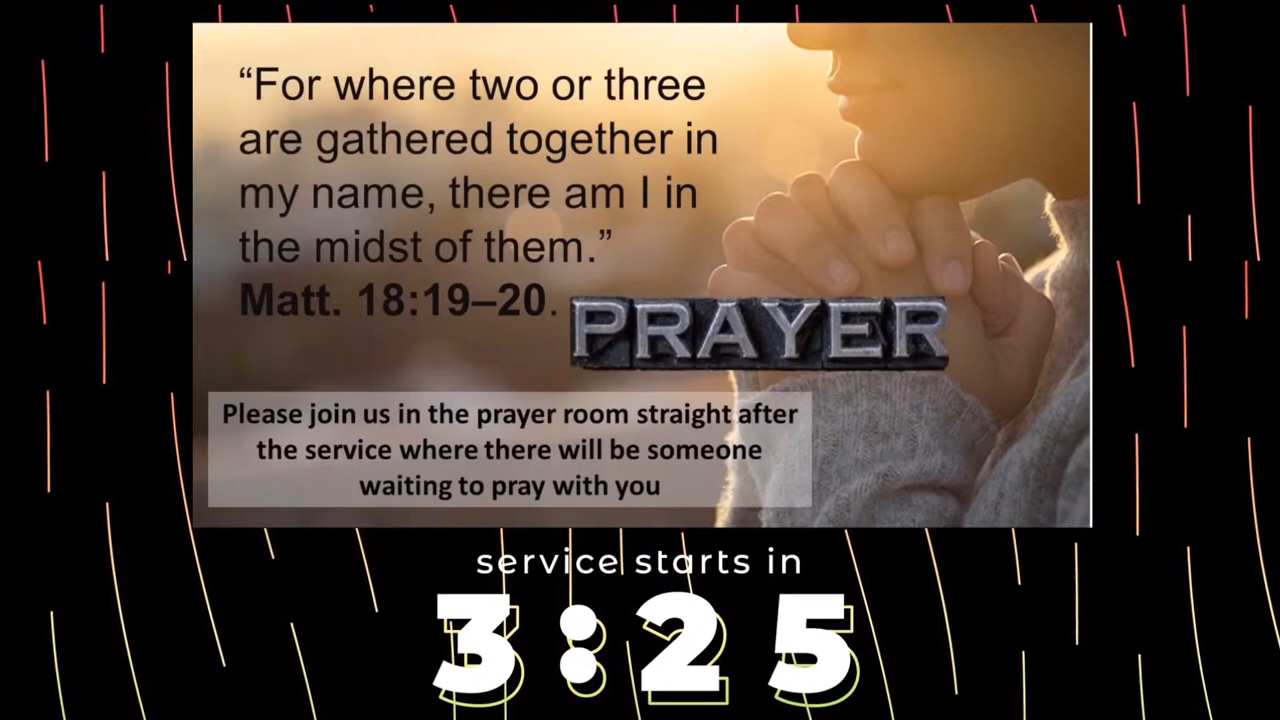 “For where two or three
are gathered together in
my name, there am I in
the midst of them.”
Matt. 18:19–20.
PRAYER
Please join us in the prayer room straight after
the service where there will be someone
waiting to pray with you
service starts in
3:25